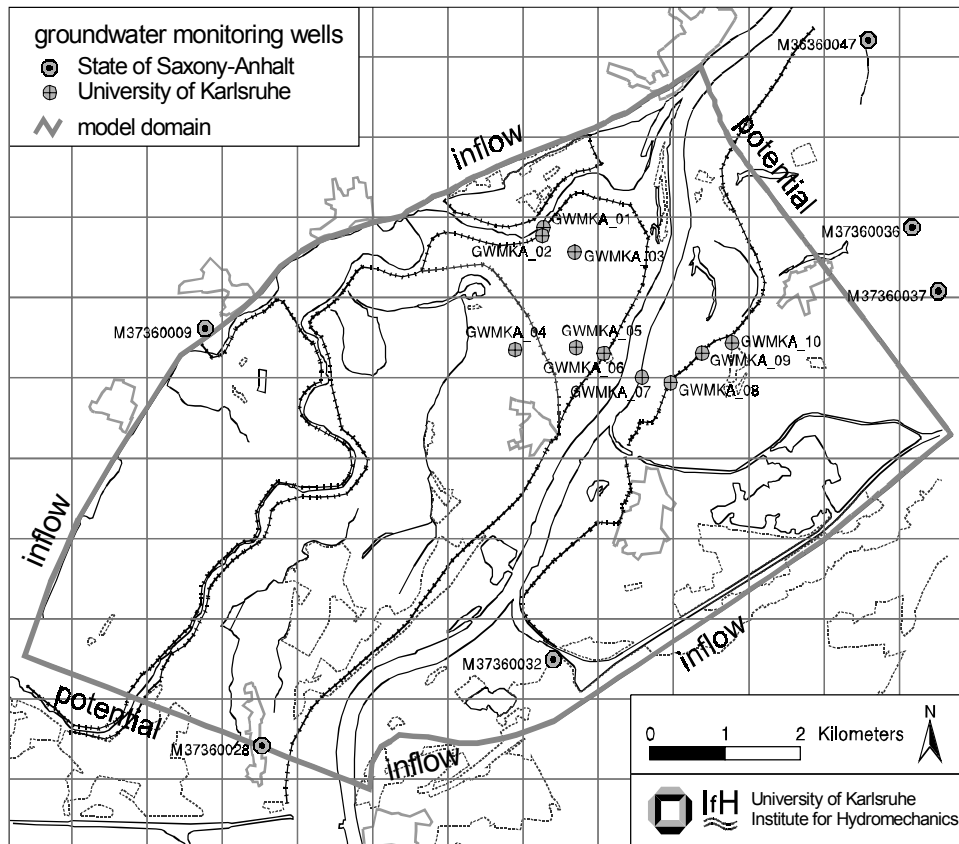 groundwater monitoring wells
State of Saxony-Anhalt
University of Karlsruhe
model domain
M36360047
potential
inflow
GWMKA_01
GWMKA_02
GWMKA_03
M37360036
M37360037
M37360009
GWMKA_04
GWMKA_05
GWMKA_06
GWMKA_07
GWMKA_10
GWMKA_09
GWMKA_08
inflow
inflow
M37360032
potential
M37360028
inflow
0 1 2 Kilometers
N
IfH
University of Karlsruhe
Institute for Hydromechanics